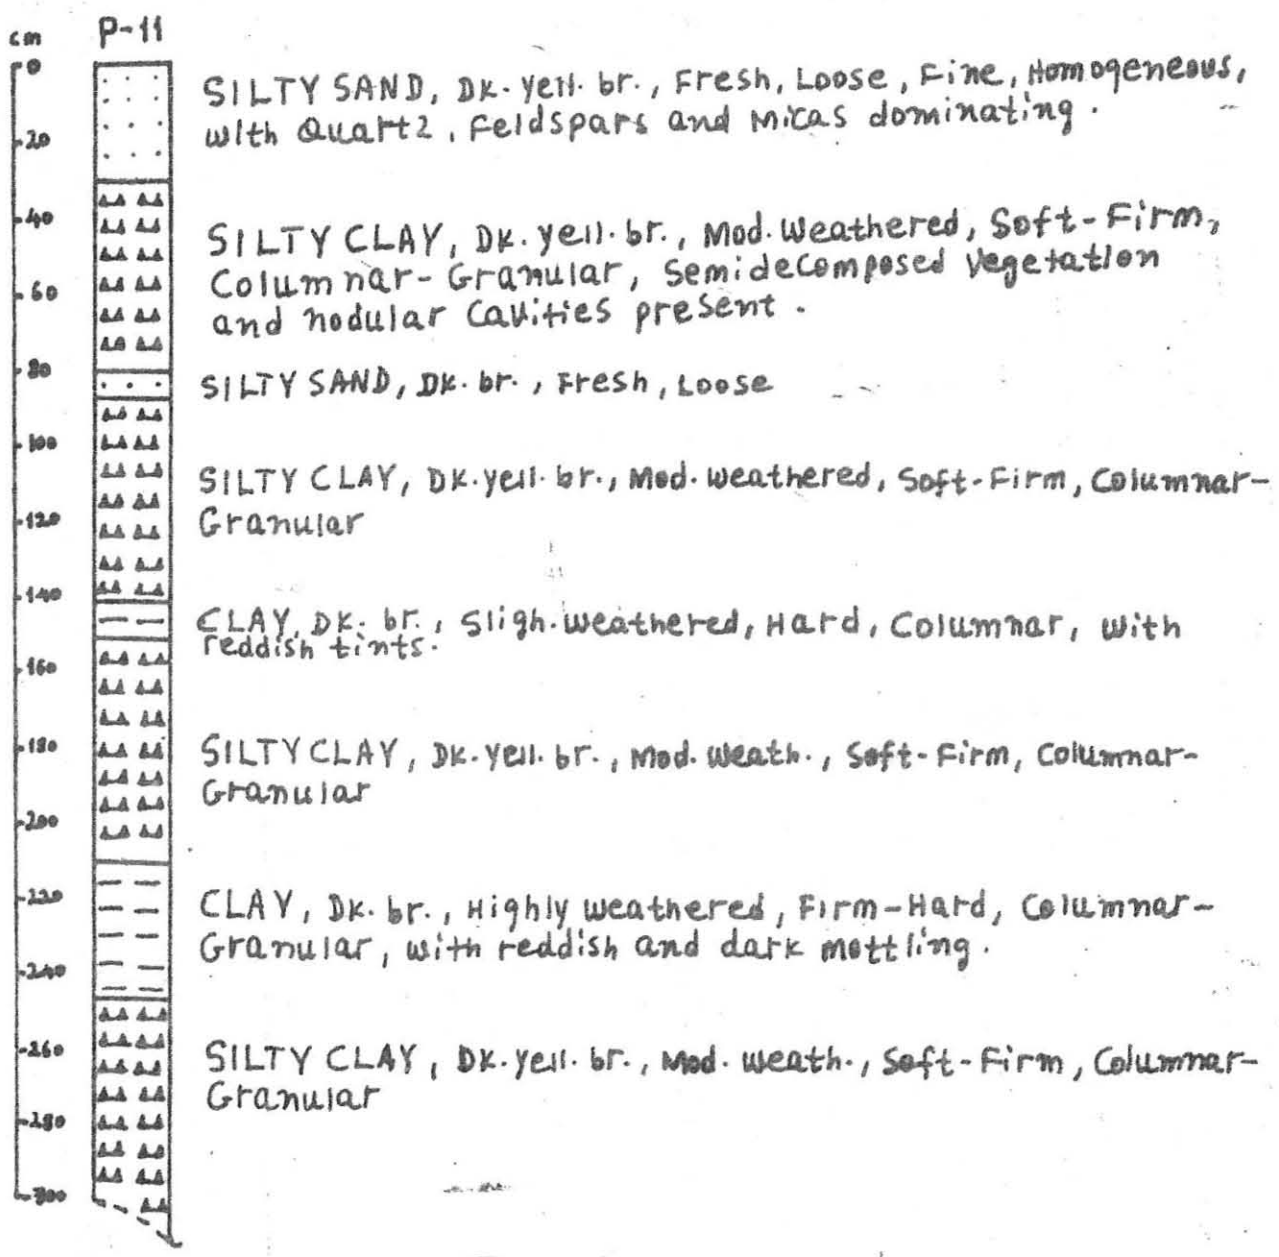 cm P-11
0
SILTY SAND, Dk. yell. br., Fresh, Loose, Fine, Homogeneous,
with Quartz, Feldspars and Micas dominating.
20
40
SILTY CLAY, Dk. yell. br., Mod. Weathered, Soft-Firm,
Columnar-Granular, Semidecomposed vegetation
60
and nodular Cavities present.
80
SILTY SAND, Dk. br., Fresh, Loose
100
SILTY CLAY, Dk. yell. br., Mod. weathered, Soft-Firm, Columnar-
120
Granular
140
CLAY, Dk. br., Sligh. weathered, Hard, Columnar, with
reddish tints.
160
180
SILTY CLAY, Dk. Yell. br., Mod. Weath., Soft-Firm, Columnar-
Granular
200
220
CLAY, Dk. br., Highly weathered, Firm-Hard, Columnar-
Granular, with reddish and dark mottling.
240
260
SILTY CLAY, Dk. yell. br., Mod. weath., Soft-Firm, Columnar-
Granular
280
300